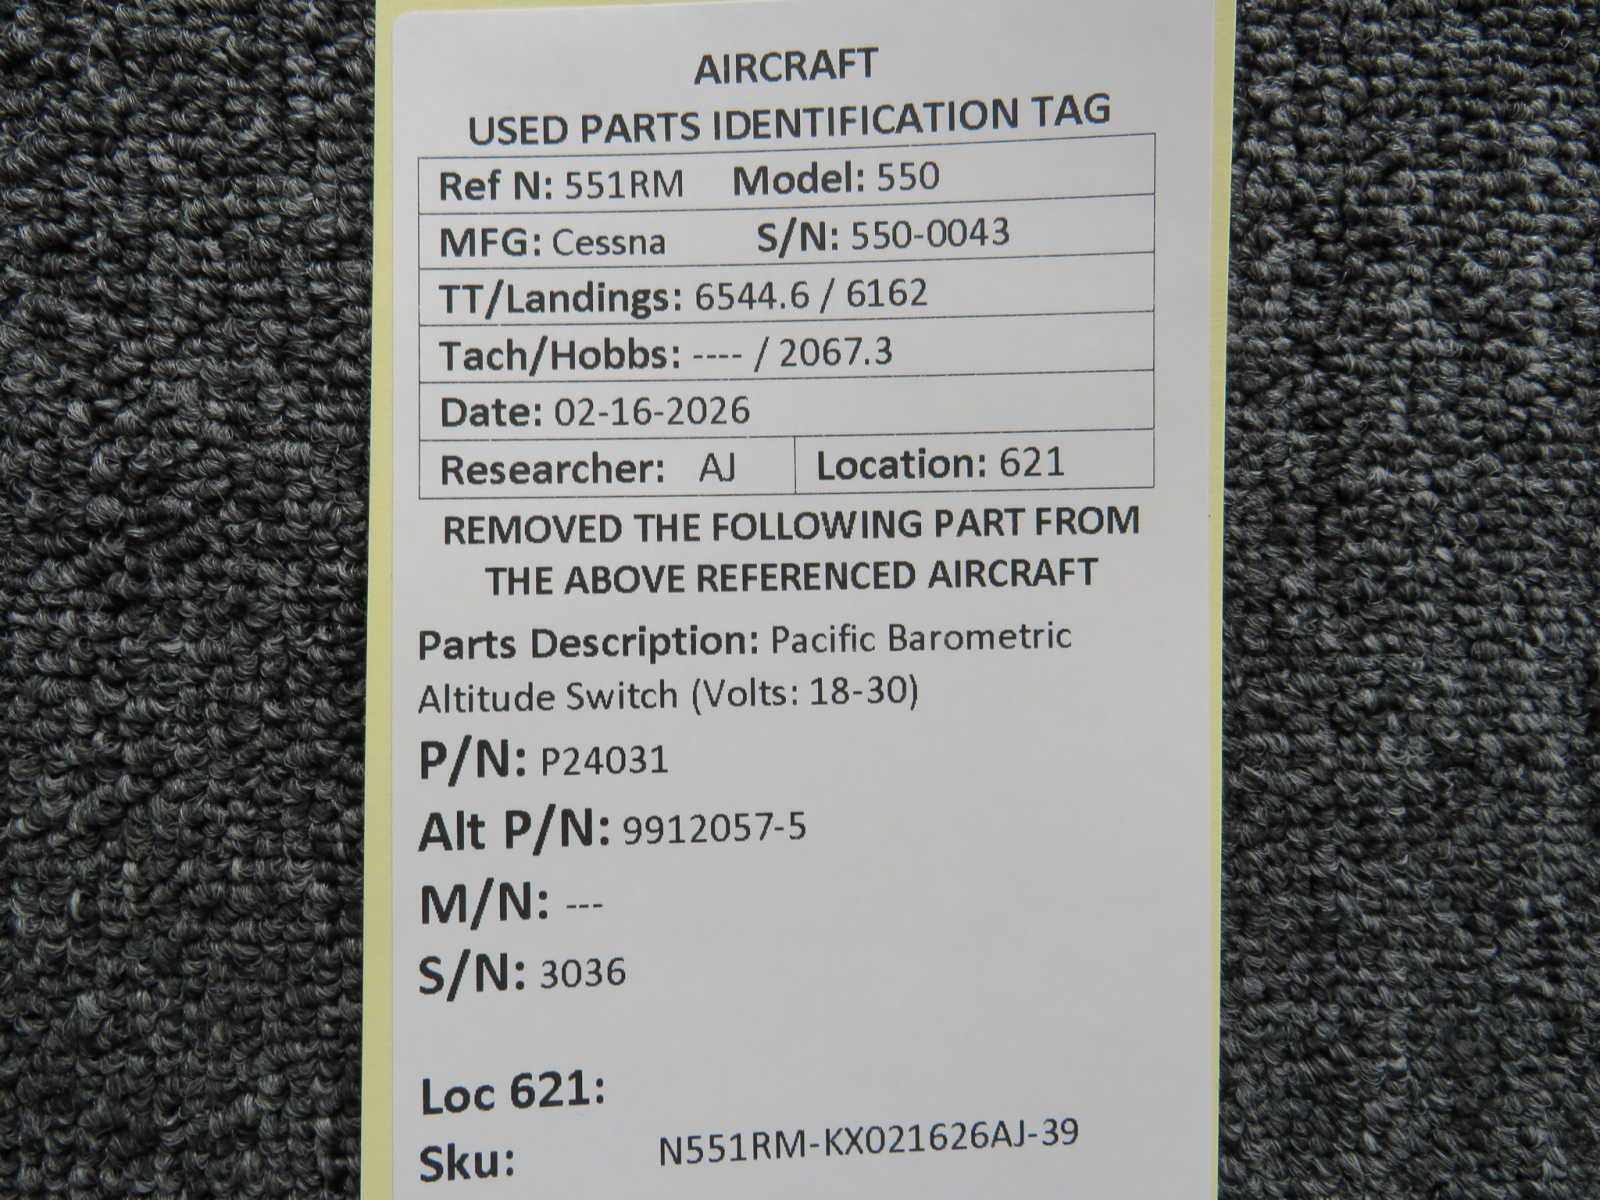 AIRCRAFT
USED PARTS IDENTIFICATION TAG
Ref N: 551RM Model: 550
MFG: Cessna S/N: 550-0043
TT/Landings: 6544.6 / 6162
Tach/Hobbs: ---- / 2067.3
Date: 02-16-2026
Researcher: AJ Location: 621
REMOVED THE FOLLOWING PART FROM
THE ABOVE REFERENCED AIRCRAFT
Parts Description: Pacific Barometric
Altitude Switch (Volts: 18-30)
P/N: P24031
Alt P/N: 9912057-5
M/N: ---
S/N: 3036
Loc 621:
Sku: N551RM-KX021626AJ-39